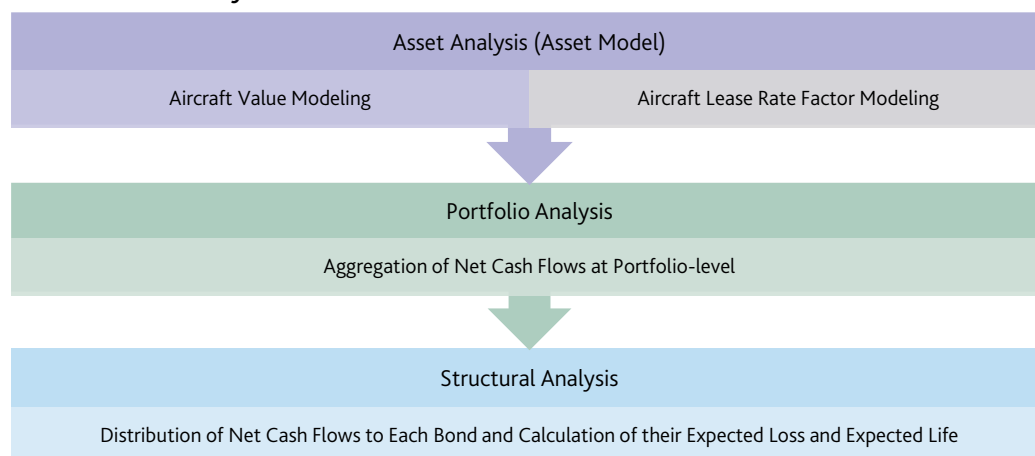 Asset Analysis (Asset Model)
Aircraft Value Modeling
Aircraft Lease Rate Factor Modeling
Portfolio Analysis
Aggregation of Net Cash Flows at Portfolio-level
Structural Analysis
Distribution of Net Cash Flows to Each Bond and Calculation of their Expected Loss and Expected Life